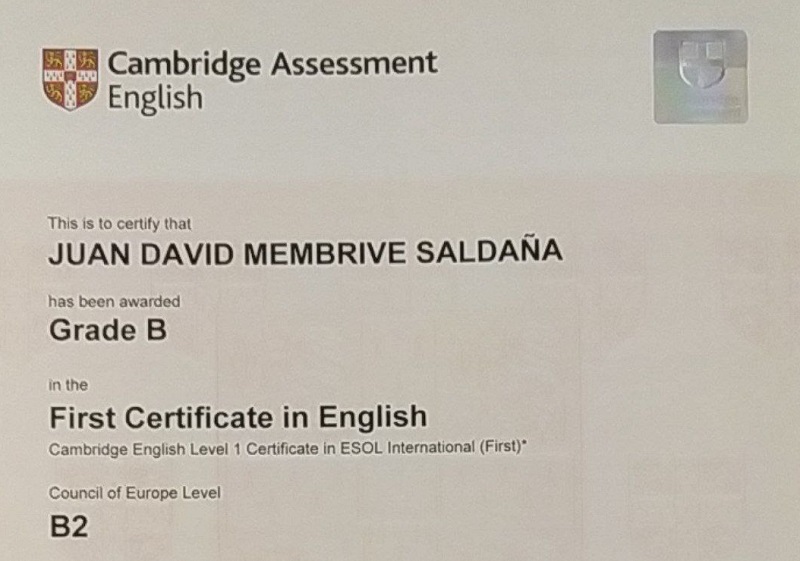 Cambridge Assessment
English
This is to certify that
JUAN DAVID MEMBRIVE SALDAÑA
has been awarded
Grade B
in the
First Certificate in English
Cambridge English Level 1 Certificate in ESOL International (First)*
Council of Europe Level
B2